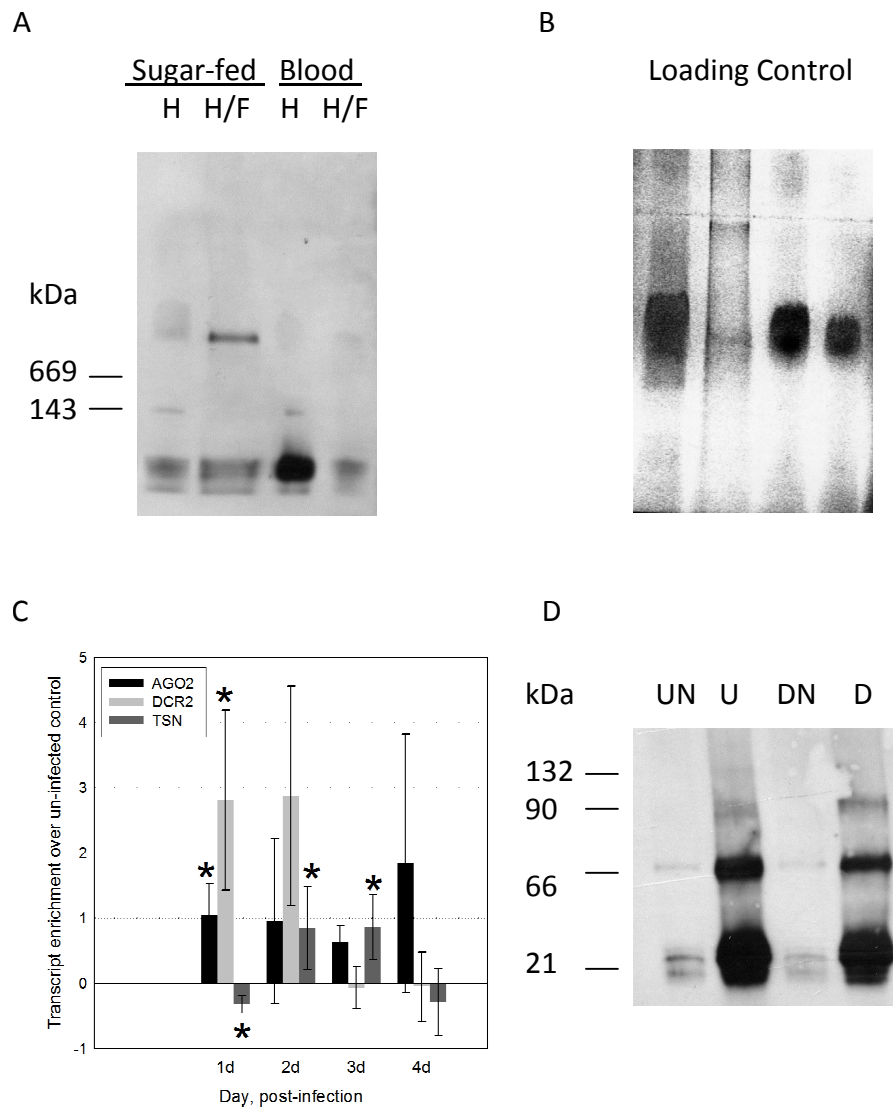 A
Sugar-fed Blood
H H/F H H/F
kDa
669
143
B
Loading Control
C
5
4
3
2
1
0
-1
Transcript enrichment over un-infected control
AGO2
DCR2
TSN
*
*
*
*
*
1d 2d 3d 4d
Day, post-infection
D
kDa UN U DN D
132
90
66
21